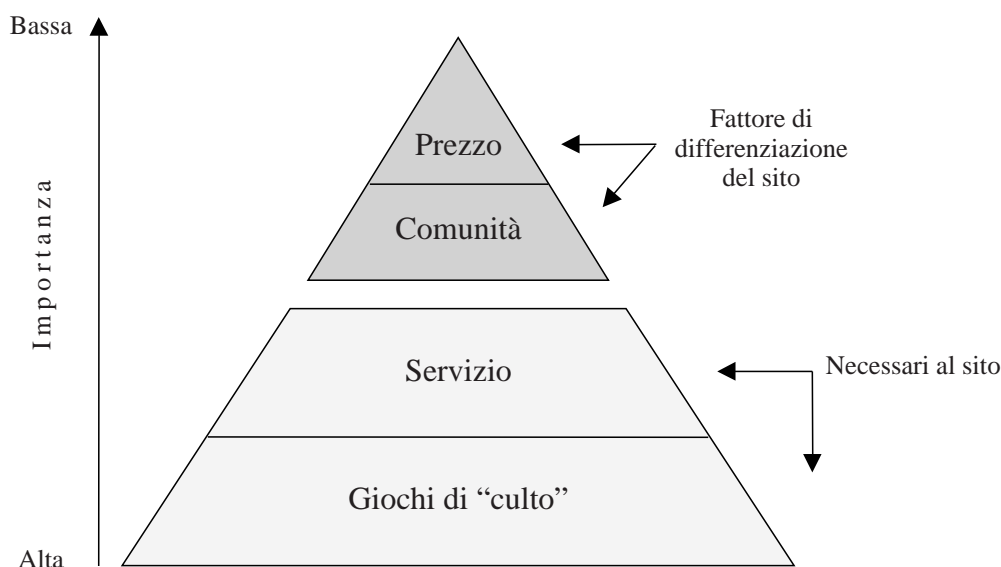 Bassa
Importanza
Alta
Prezzo
Comunità
Servizio
Giochi di “culto”
Fattore di
differenziazione
del sito
Necessari al sito